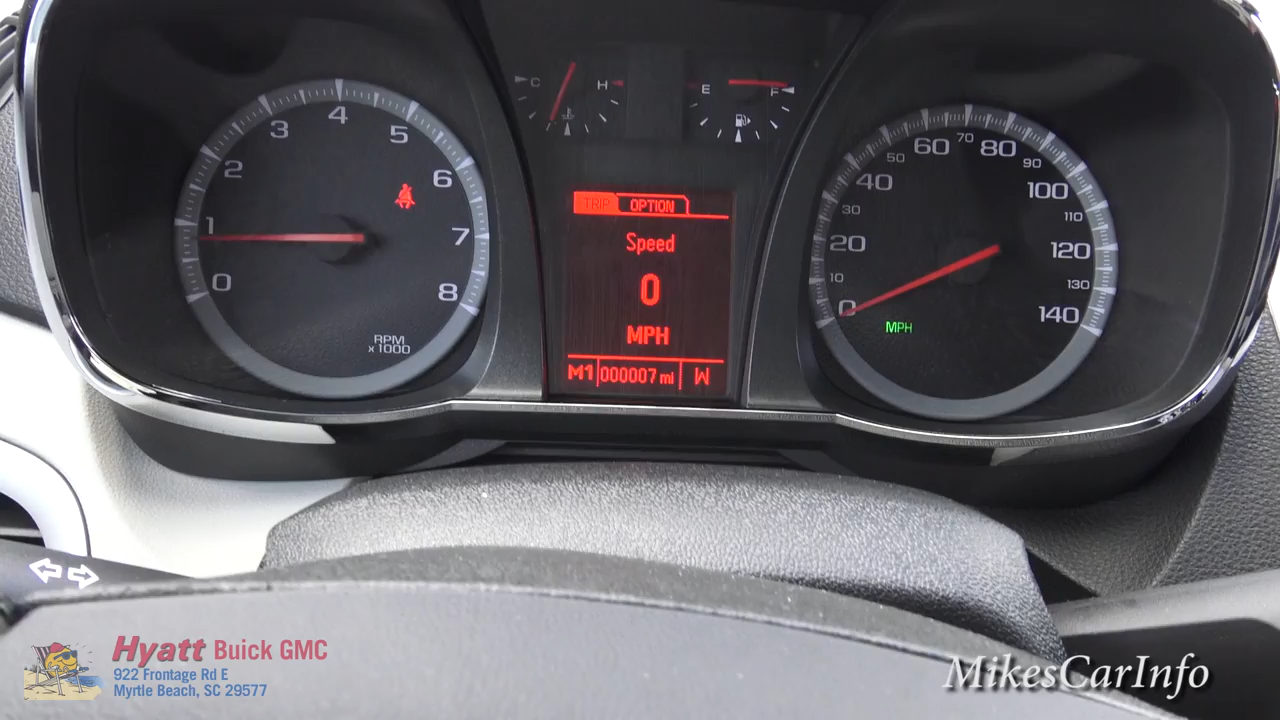 C H
E F
0 1 2 3 4 5 6 7 8
RPM
x 1000
TRIP OPTION
Speed
0
MPH
M1 000007 mi W
0 10 20 30 40 50 60 70 80 90 100 110 120 130 140
MPH
Hyatt Buick GMC
922 Frontage Rd E
Myrtle Beach, SC 29577
MikesCarInfo